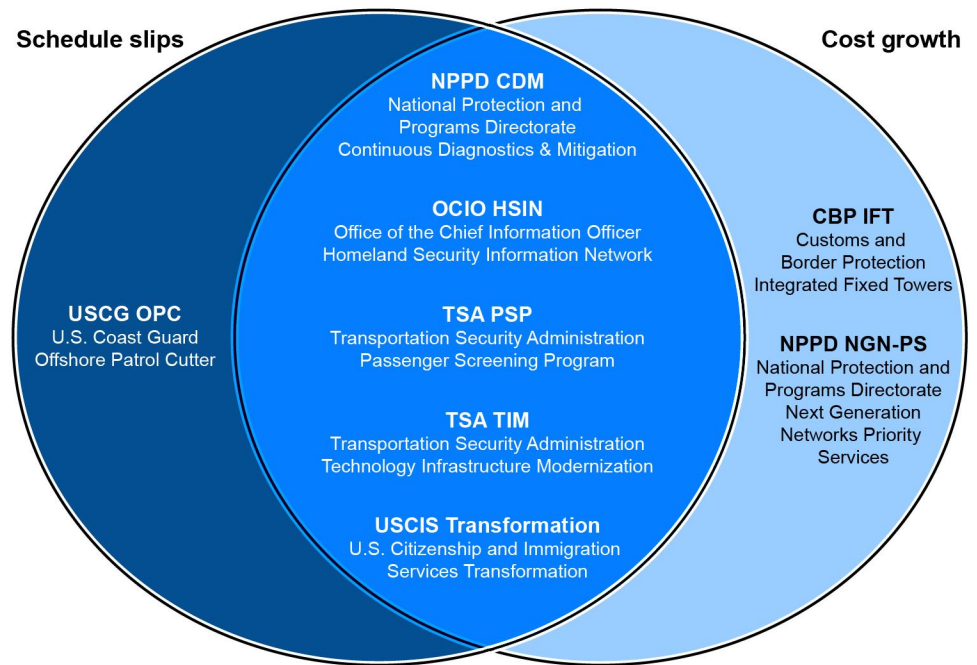 Schedule slips
Cost growth
NPPD CDM
National Protection and
Programs Directorate
Continuous Diagnostics & Mitigation
OCIO HSIN
Office of the Chief Information Officer
Homeland Security Information Network
TSA PSP
Transportation Security Administration
Passenger Screening Program
TSA TIM
Transportation Security Administration
Technology Infrastructure Modernization
USCIS Transformation
U.S. Citizenship and Immigration
Services Transformation
USCG OPC
U.S. Coast Guard
Offshore Patrol Cutter
CBP IFT
Customs and
Border Protection
Integrated Fixed Towers
NPPD NGN-PS
National Protection and
Programs Directorate
Next Generation
Networks Priority
Services